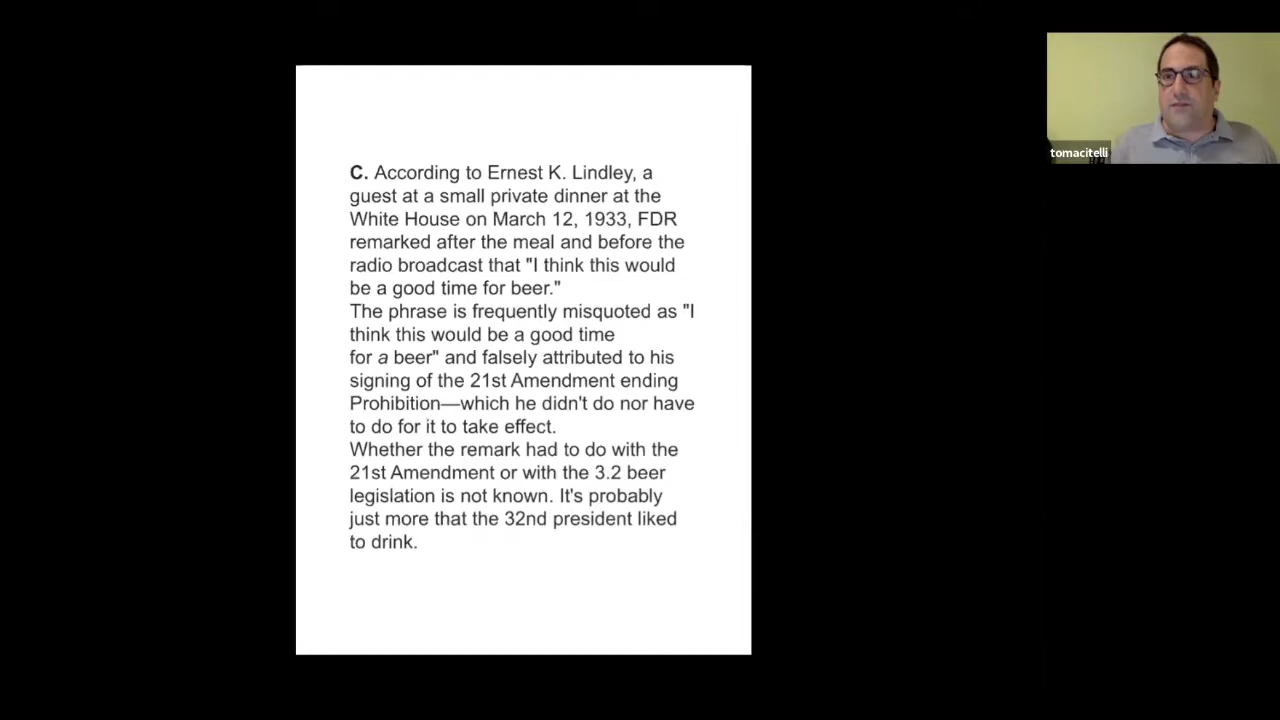 C. According to Ernest K. Lindley, a
guest at a small private dinner at the
White House on March 12, 1933, FDR
remarked after the meal and before the
radio broadcast that "I think this would
be a good time for beer."
The phrase is frequently misquoted as "I
think this would be a good time
for a beer" and falsely attributed to his
signing of the 21st Amendment ending
Prohibition—which he didn't do nor have
to do for it to take effect.
Whether the remark had to do with the
21st Amendment or with the 3.2 beer
legislation is not known. It's probably
just more that the 32nd president liked
to drink.
tomacitelli